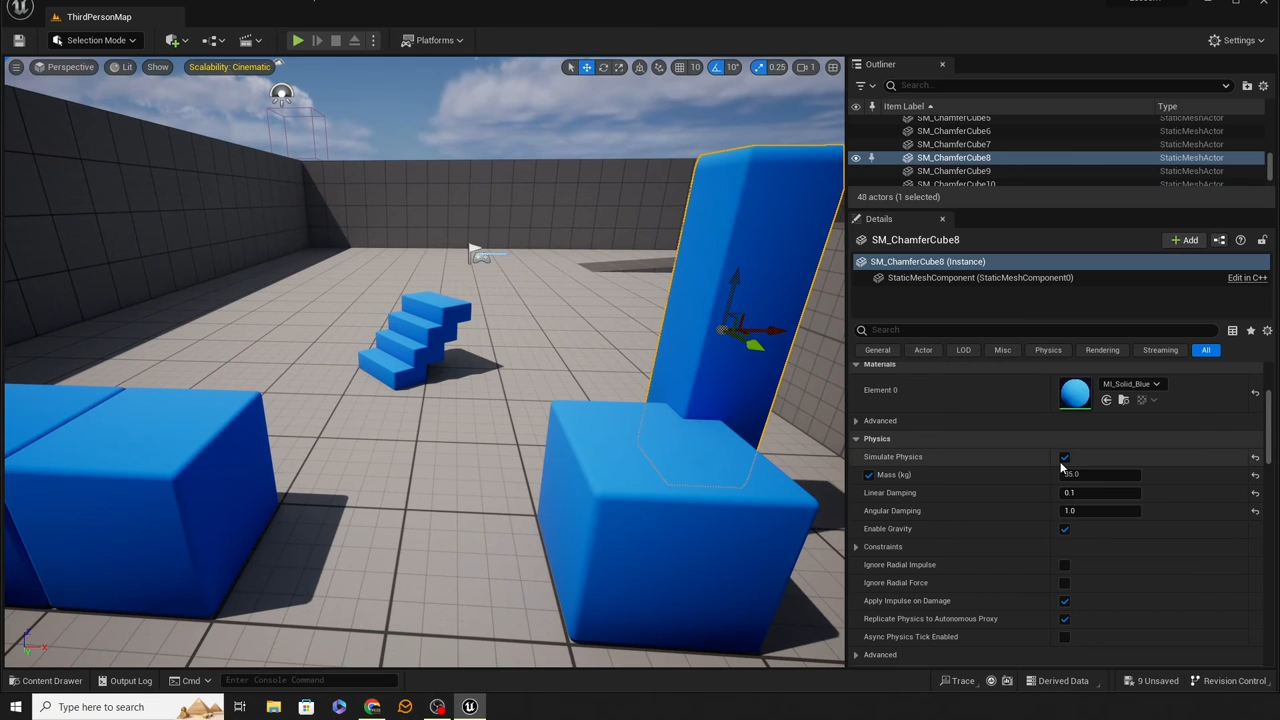 ThirdPersonMap
Selection Mode
Platforms
Settings
Perspective
Lit
Show
Scalability: Cinematic
10
10°
0.25
1
Outliner
Search...
Item Label
Type
SM_ChamferCube5 StaticMeshActor
SM_ChamferCube6 StaticMeshActor
SM_ChamferCube7 StaticMeshActor
SM_ChamferCube8 StaticMeshActor
SM_ChamferCube9 StaticMeshActor
SM_ChamferCube10 StaticMeshActor
48 actors (1 selected)
Details
SM_ChamferCube8
Add
SM_ChamferCube8 (Instance)
StaticMeshComponent (StaticMeshComponent0) Edit in C++
Search
General Actor LOD Misc Physics Rendering Streaming All
Materials
Element 0
MI_Solid_Blue
Advanced
Physics
Simulate Physics
Mass (kg)
Linear Damping 0.1
Angular Damping 1.0
Enable Gravity
Constraints
Ignore Radial Impulse
Ignore Radial Force
Apply Impulse on Damage
Replicate Physics to Autonomous Proxy
Async Physics Tick Enabled
Advanced
Content Drawer
Output Log
Cmd
Enter Console Command
Trace
Derived Data
9 Unsaved
Revision Control
Type here to search